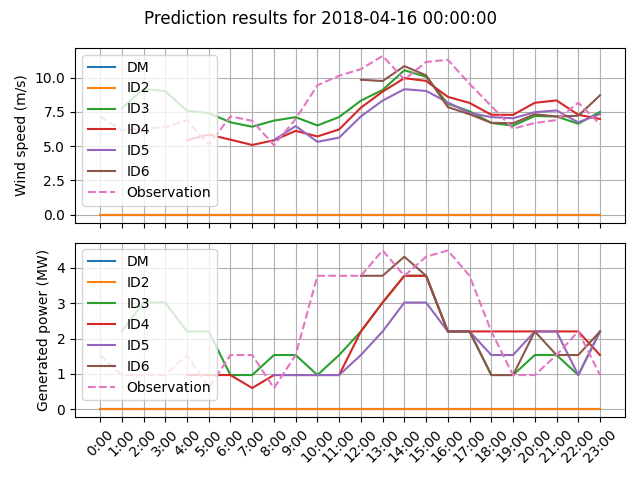 Prediction results for 2018-04-16 00:00:00
Wind speed (m/s)
10.0
7.5
5.0
2.5
0.0
DM
ID2
ID3
ID4
ID5
ID6
Observation
Generated power (MW)
4
3
2
1
0
DM
ID2
ID3
ID4
ID5
ID6
Observation
0:00
1:00
2:00
3:00
4:00
5:00
6:00
7:00
8:00
9:00
10:00
11:00
12:00
13:00
14:00
15:00
16:00
17:00
18:00
19:00
20:00
21:00
22:00
23:00